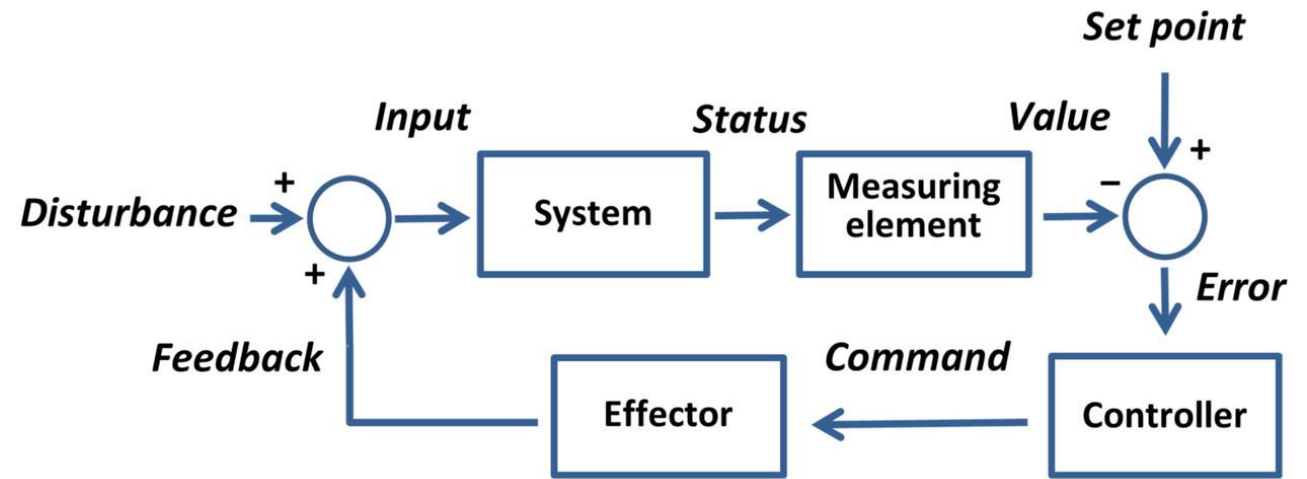 Set point
Input
Status
Value
+
Disturbance
+
System
Measuring
element
−
+
Error
Feedback
Effector
Command
Controller